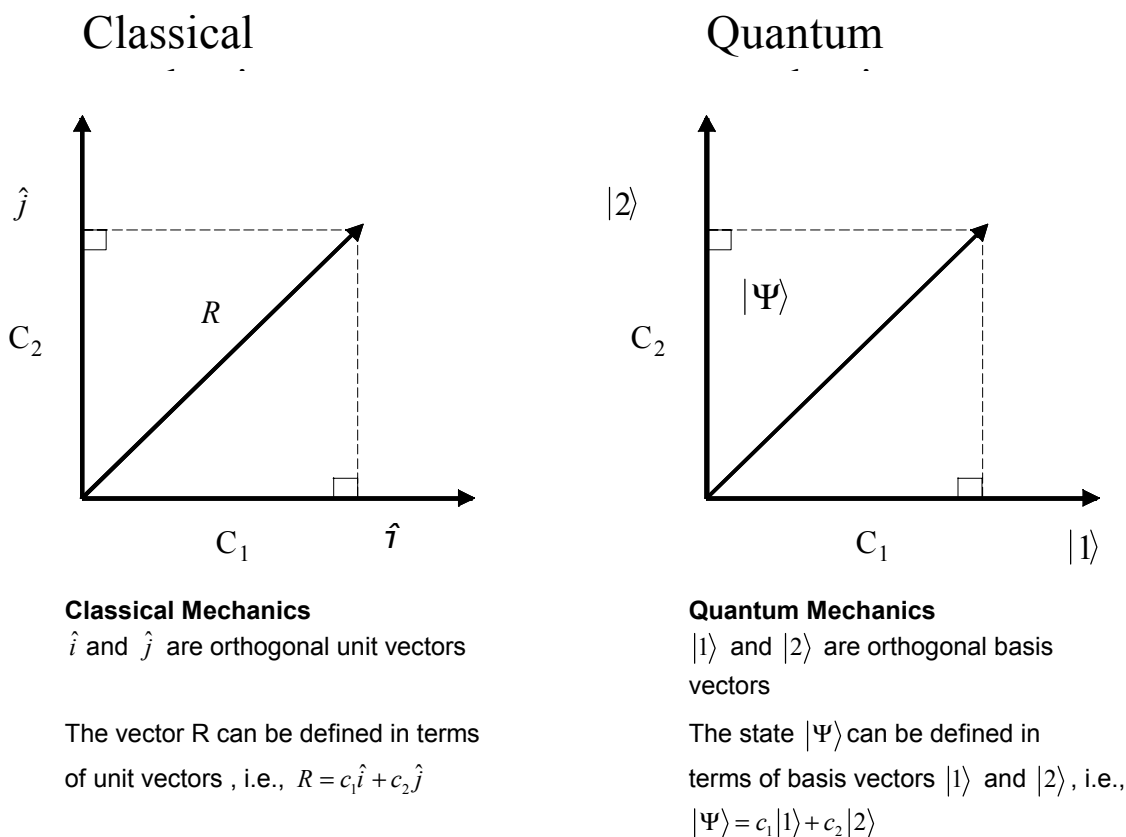 Classical
Quantum
ĵ
|2⟩
R
|Ψ⟩
C₂
C₂
C₁
î
C₁
|1⟩
Classical Mechanics
î and ĵ are orthogonal unit vectors
The vector R can be defined in terms
of unit vectors , i.e., R = c₁î + c₂ĵ
Quantum Mechanics
|1⟩ and |2⟩ are orthogonal basis
vectors
The state |Ψ⟩ can be defined in
terms of basis vectors |1⟩ and |2⟩, i.e.,
|Ψ⟩ = c₁|1⟩ + c₂|2⟩